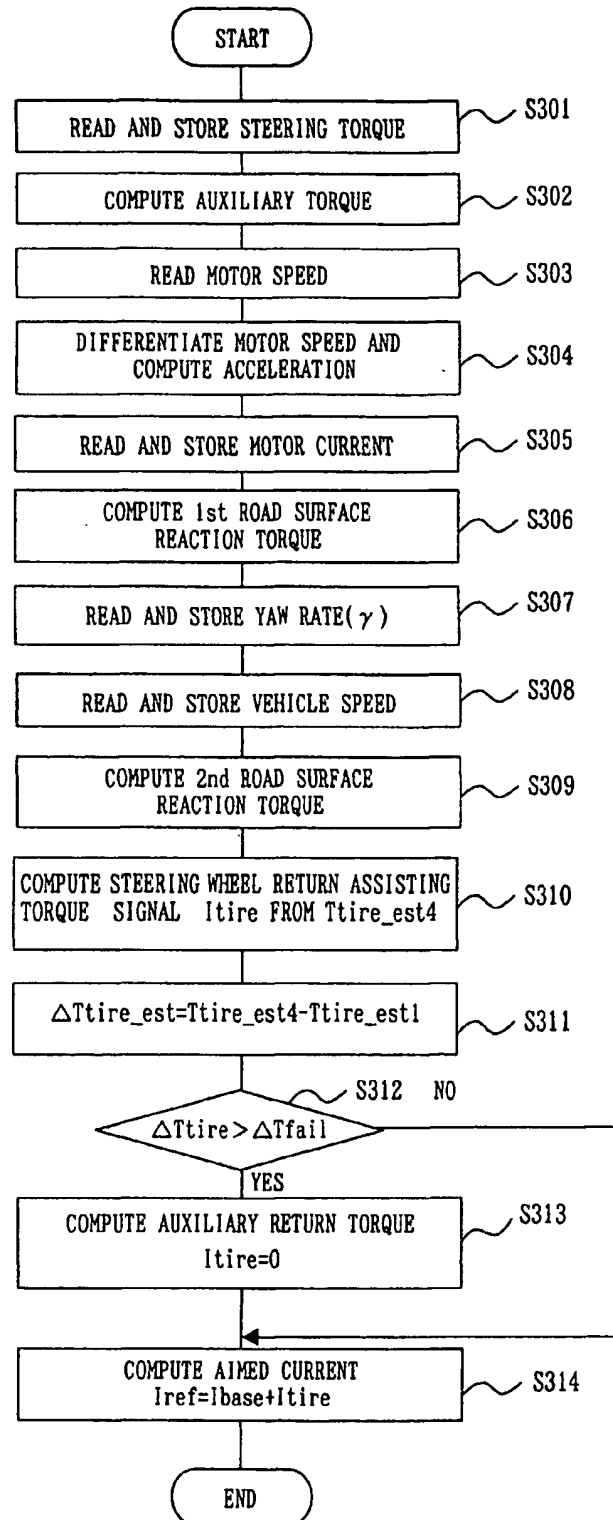 START
READ AND STORE STEERING TORQUE
S301
COMPUTE AUXILIARY TORQUE
S302
READ MOTOR SPEED
S303
DIFFERENTIATE MOTOR SPEED AND
COMPUTE ACCELERATION
S304
READ AND STORE MOTOR CURRENT
S305
COMPUTE 1st ROAD SURFACE
REACTION TORQUE
S306
READ AND STORE YAW RATE(γ)
S307
READ AND STORE VEHICLE SPEED
S308
COMPUTE 2nd ROAD SURFACE
REACTION TORQUE
S309
COMPUTE STEERING WHEEL RETURN ASSISTING
TORQUE SIGNAL Itire FROM Ttire_est4
S310
△Ttire_est=Ttire_est4-Ttire_est1
S311
S312 NO
△Ttire>△Tfail
YES
COMPUTE AUXILIARY RETURN TORQUE
Itire=0
S313
COMPUTE AIMED CURRENT
Iref=Ibase+Itire
S314
END